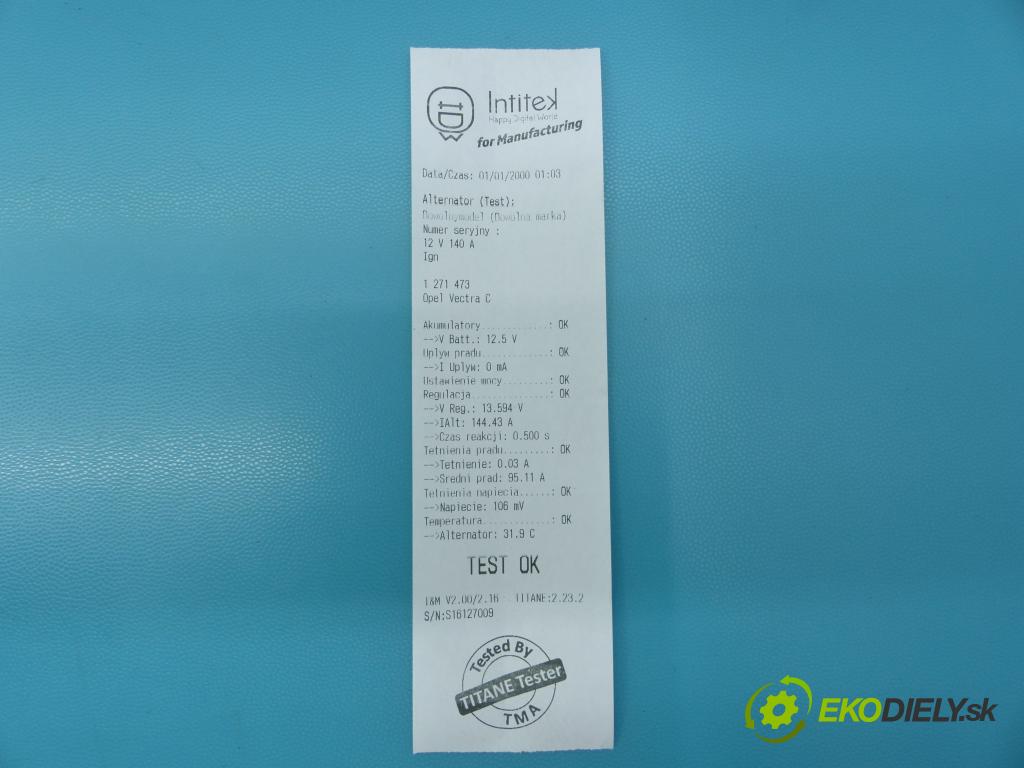 Intitek
Happy Digital World
for Manufacturing
Data/Czas: 01/01/2000 01:03
Alternator (Test):
Dowolnymodel (Dowolna marka)
Numer seryjny :
12 V 140 A
Ign
1 271 473
Opel Vectra C
Akumulatory............: OK
-->V Batt.: 12.5 V
Uplyw pradu............: OK
-->I Uplyw: 0 mA
Ustawienie mocy........: OK
Regulacja..............: OK
-->V Reg.: 13.594 V
-->IAlt: 144.43 A
-->Czas reakcji: 0.500 s
Tetnienia pradu.........: OK
-->Tetnienie: 0.03 A
-->Sredni prad: 95.11 A
Tetnienia napiecia......: OK
-->Napiecie: 106 mV
Temperatura............: OK
-->Alternator: 31.9 C
TEST OK
I&M V2.00/2.16 TITANE:2.23.2
S/N:S16127009
Tested By
TITANE Tester
TMA
EKODIELY.sk